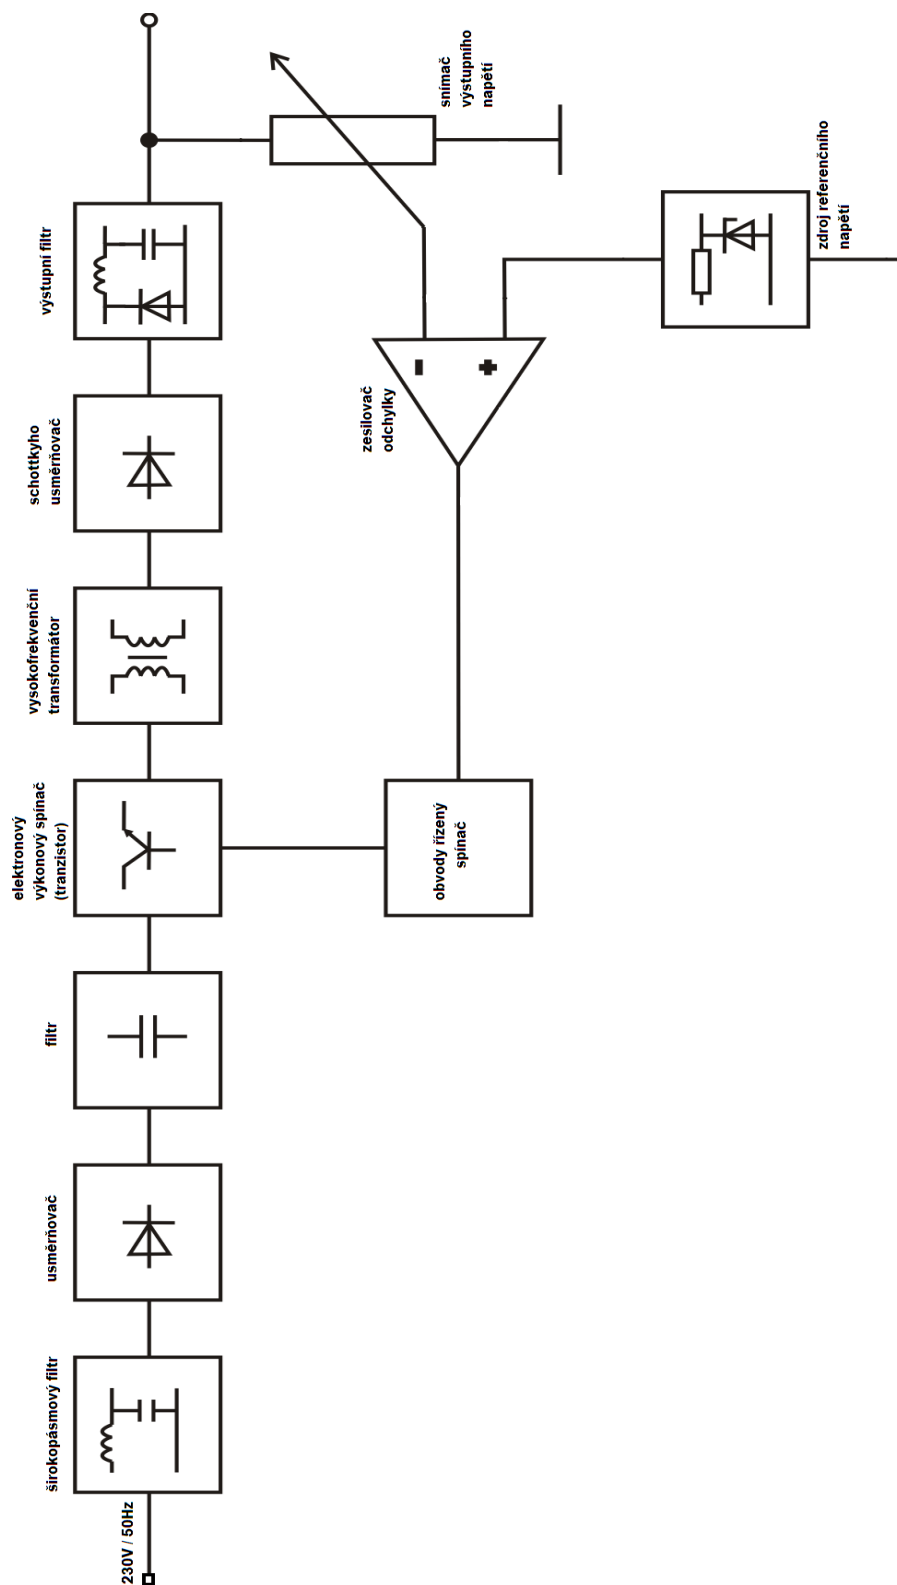 230V / 50Hz
širokopásmový filtr
usměrňovač
filtr
elektronový
výkonový spínač
(tranzistor)
vysokofrekvenční
transformátor
schottkyho
usměrňovač
výstupní filtr
snímač
výstupního
napětí
zesilovač
odchylky
obvody řízený
spínač
zdroj referenčního
napětí